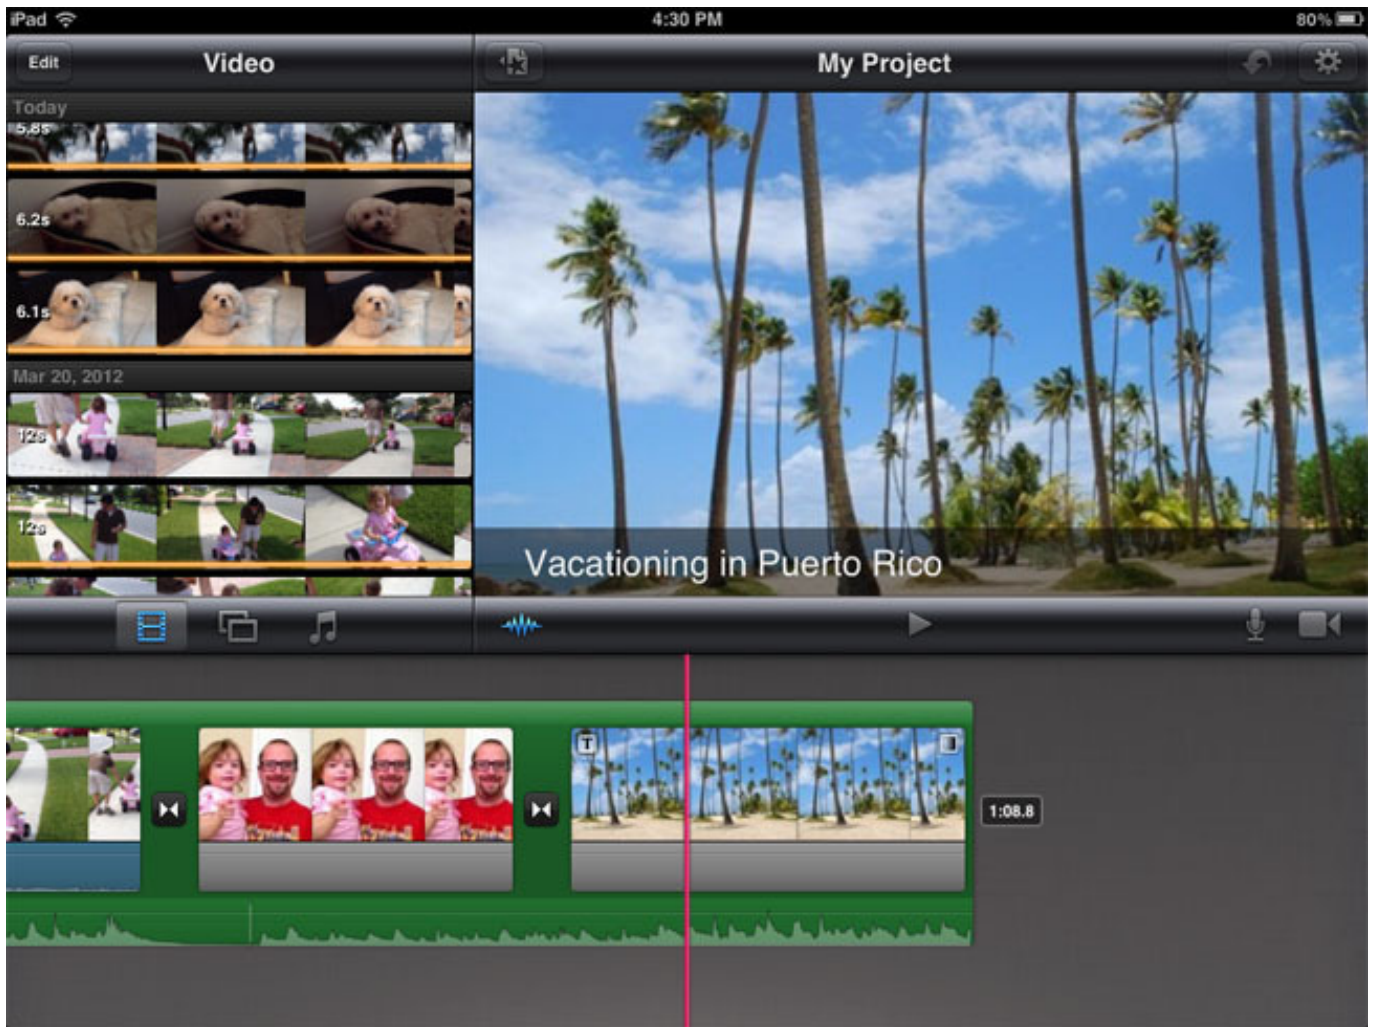 iPad 4:30 PM 80%
Edit Video My Project
Today
5.8s
6.2s
6.1s
Mar 20, 2012
12s
12s
Vacationing in Puerto Rico
T
1:08.8